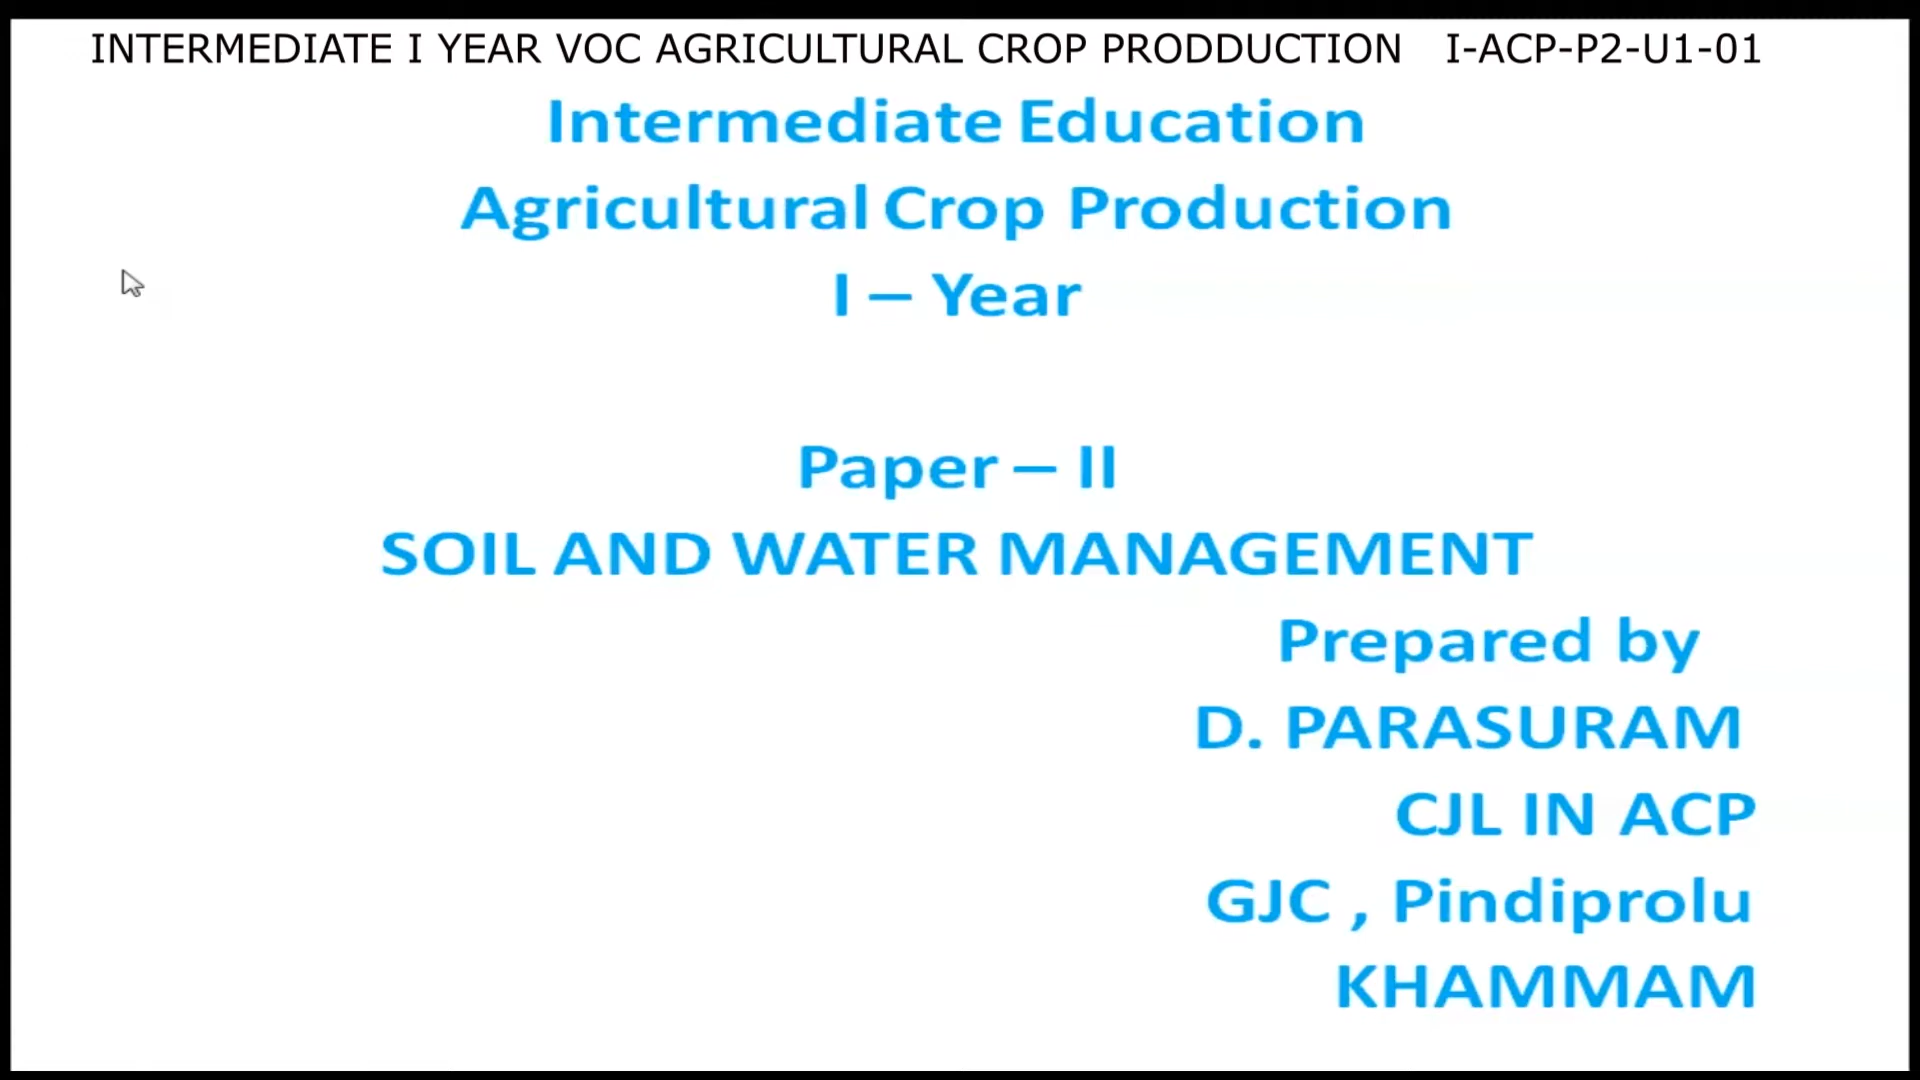 INTERMEDIATE I YEAR VOC AGRICULTURAL CROP PRODDUCTION I-ACP-P2-U1-01
Intermediate Education
Agricultural Crop Production
I – Year
Paper – II
SOIL AND WATER MANAGEMENT
Prepared by
D. PARASURAM
CJL IN ACP
GJC , Pindiprolu
KHAMMAM